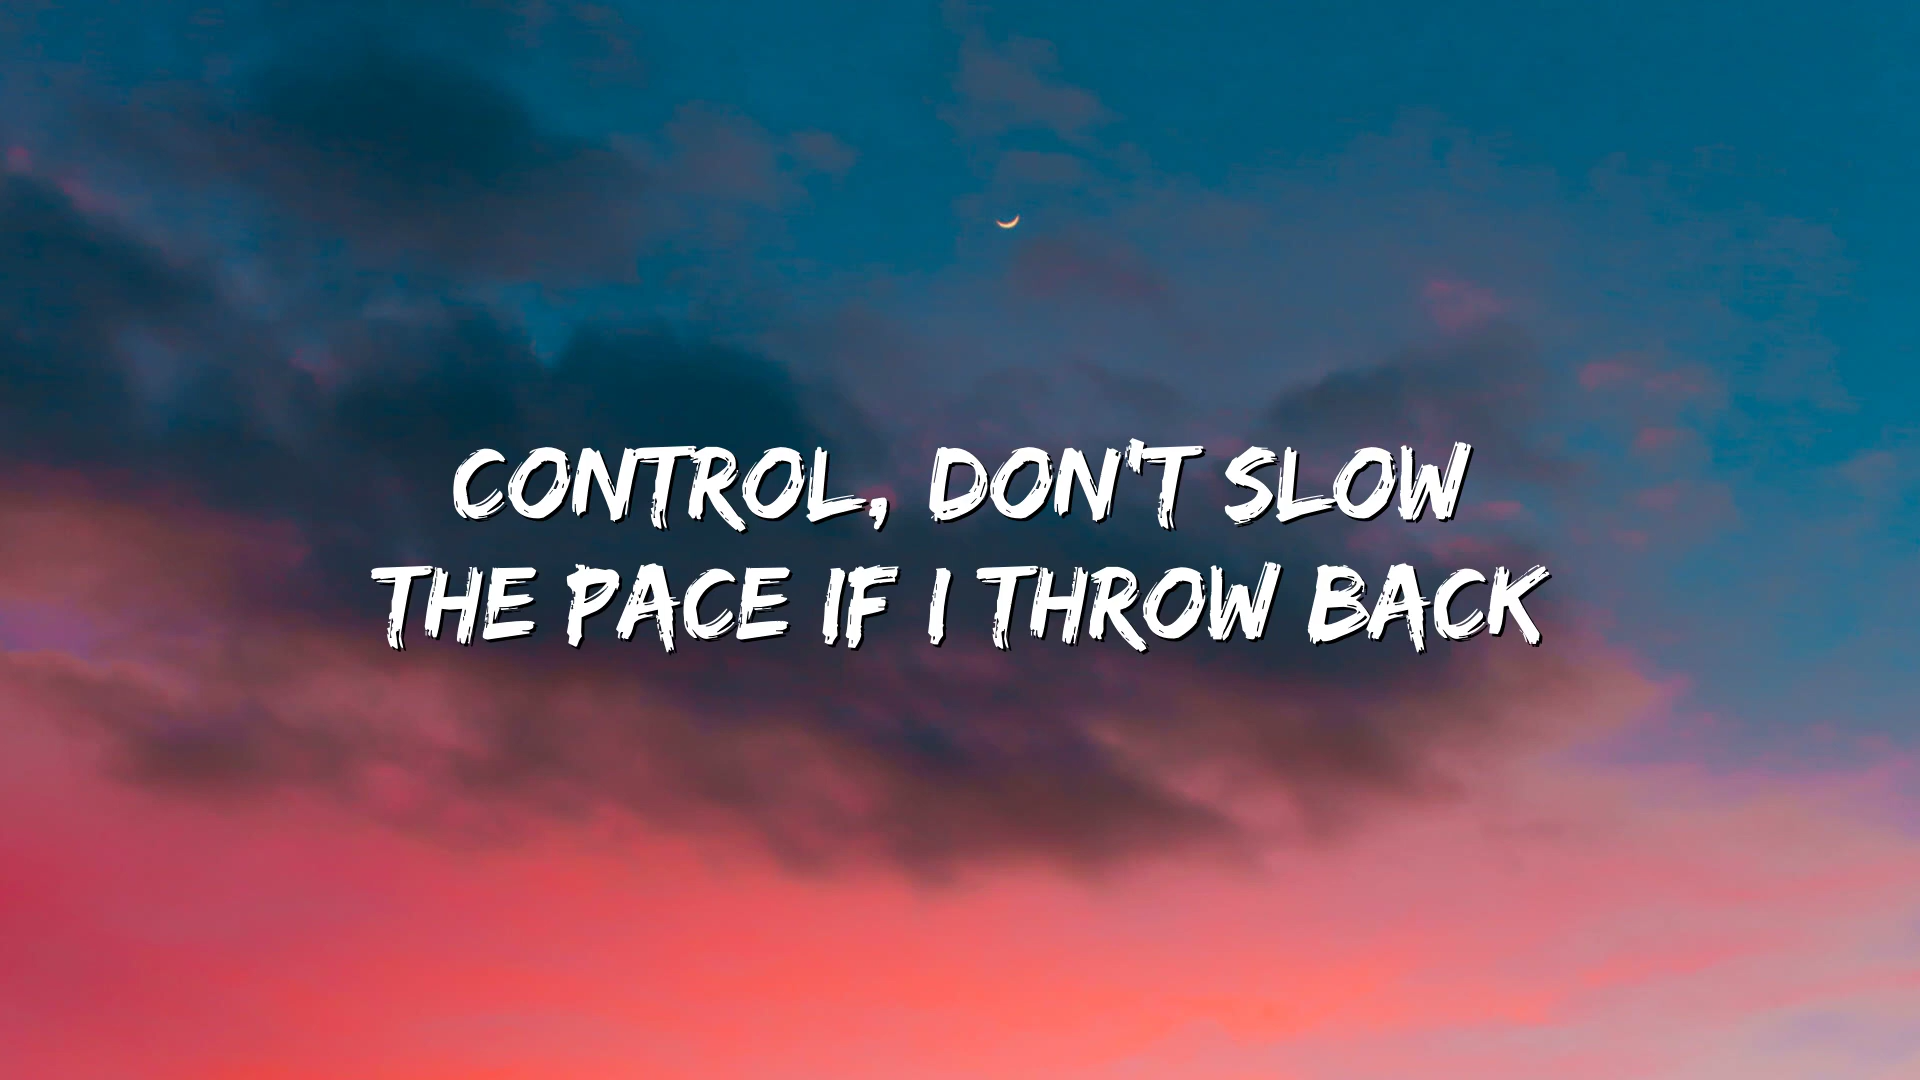 CONTROL, DON'T SLOW
THE PACE IF I THROW BACK